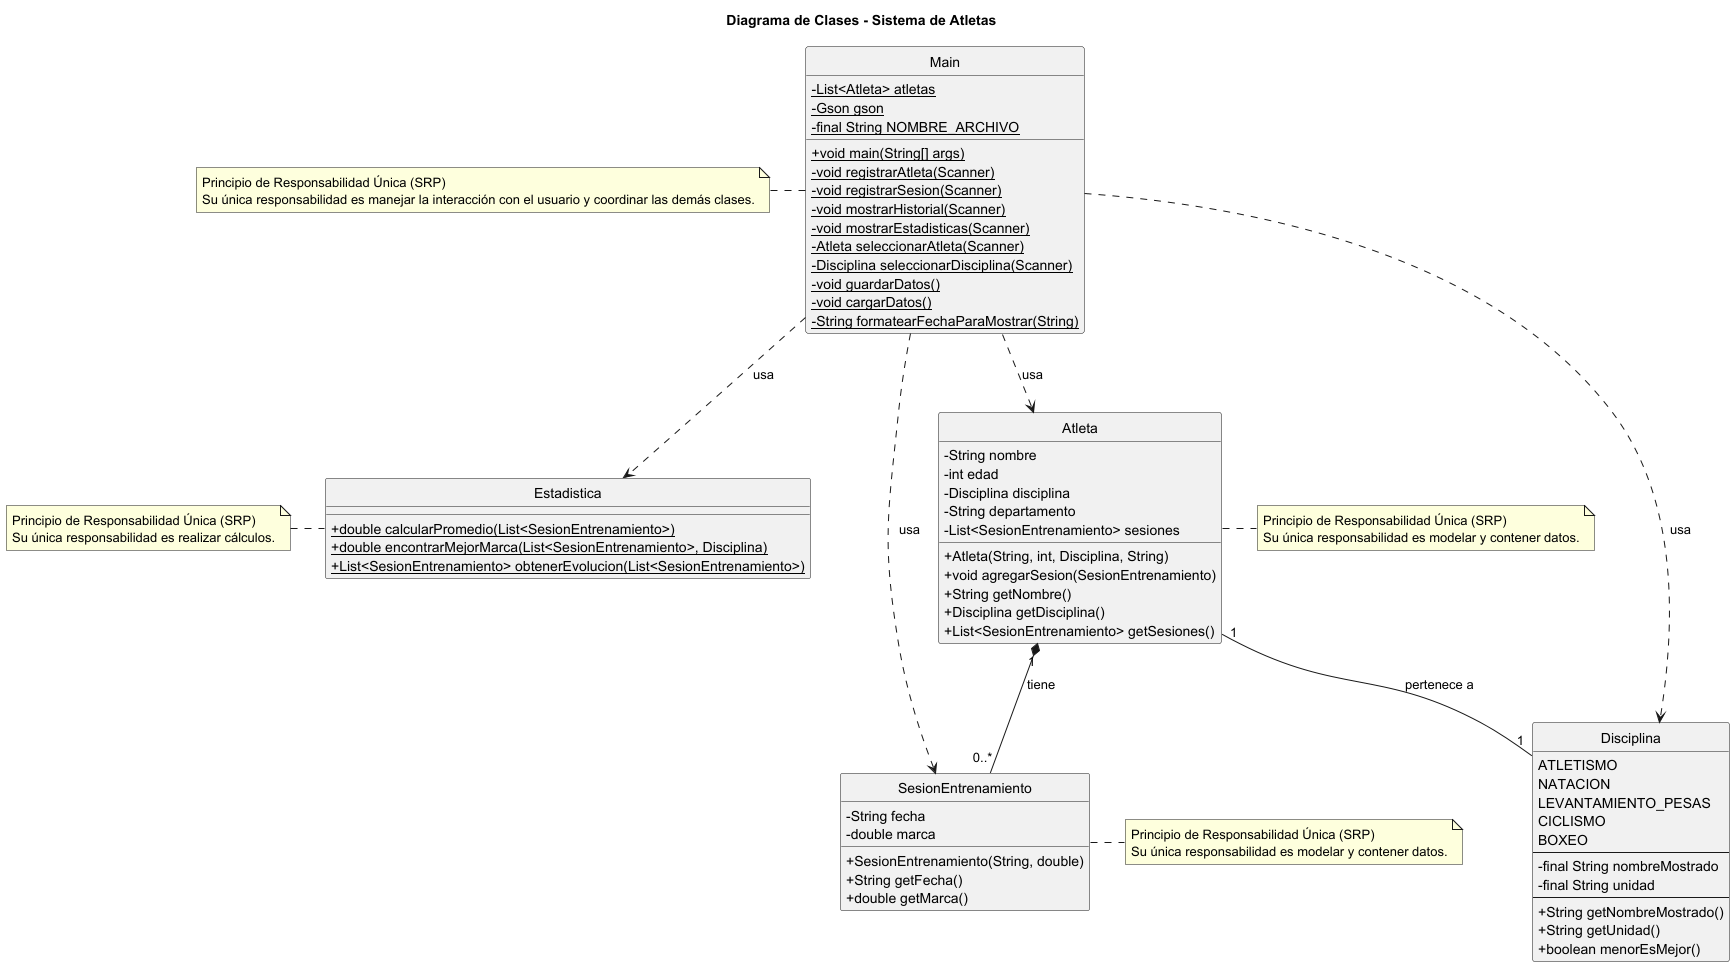 Diagrama de Clases - Sistema de Atletas
Main
-List<Atleta> atletas
-Gson gson
-final String NOMBRE_ARCHIVO
+void main(String[] args)
-void registrarAtleta(Scanner)
-void registrarSesion(Scanner)
-void mostrarHistorial(Scanner)
-void mostrarEstadisticas(Scanner)
-Atleta seleccionarAtleta(Scanner)
-Disciplina seleccionarDisciplina(Scanner)
-void guardarDatos()
-void cargarDatos()
-String formatearFechaParaMostrar(String)
Principio de Responsabilidad Única (SRP)
Su única responsabilidad es manejar la interacción con el usuario y coordinar las demás clases.
usa
usa
usa
usa
Estadistica
+double calcularPromedio(List<SesionEntrenamiento>)
+double encontrarMejorMarca(List<SesionEntrenamiento>, Disciplina)
+List<SesionEntrenamiento> obtenerEvolucion(List<SesionEntrenamiento>)
Principio de Responsabilidad Única (SRP)
Su única responsabilidad es realizar cálculos.
Atleta
-String nombre
-int edad
-Disciplina disciplina
-String departamento
-List<SesionEntrenamiento> sesiones
+Atleta(String, int, Disciplina, String)
+void agregarSesion(SesionEntrenamiento)
+String getNombre()
+Disciplina getDisciplina()
+List<SesionEntrenamiento> getSesiones()
Principio de Responsabilidad Única (SRP)
Su única responsabilidad es modelar y contener datos.
1
tiene
0..*
1
pertenece a
1
SesionEntrenamiento
-String fecha
-double marca
+SesionEntrenamiento(String, double)
+String getFecha()
+double getMarca()
Principio de Responsabilidad Única (SRP)
Su única responsabilidad es modelar y contener datos.
Disciplina
ATLETISMO
NATACION
LEVANTAMIENTO_PESAS
CICLISMO
BOXEO
-final String nombreMostrado
-final String unidad
+String getNombreMostrado()
+String getUnidad()
+boolean menorEsMejor()